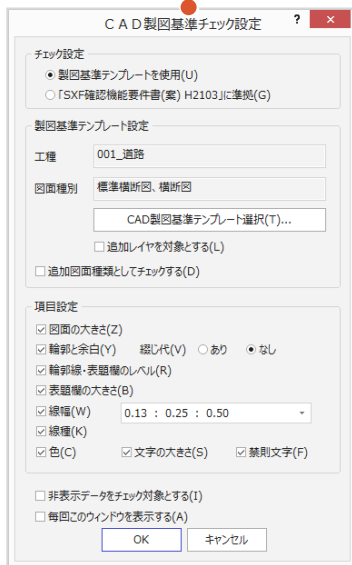 ＣＡＤ製図基準チェック設定 ? ×
チェック設定
製図基準テンプレートを使用(U)
「SXF確認機能要件書(案) H2103」に準拠(G)
製図基準テンプレート設定
工種 001_道路
図面種別 標準横断図、横断図
CAD製図基準テンプレート選択(T)...
追加レイヤを対象とする(L)
追加図面種類としてチェックする(D)
項目設定
図面の大きさ(Z)
輪郭と余白(Y) 綴じ代(V) あり なし
輪郭線・表題欄のレベル(R)
表題欄の大きさ(B)
線幅(W) 0.13 : 0.25 : 0.50
線種(K)
色(C) 文字の大きさ(S) 禁則文字(F)
非表示データをチェック対象とする(I)
毎回このウィンドウを表示する(A)
OK キャンセル